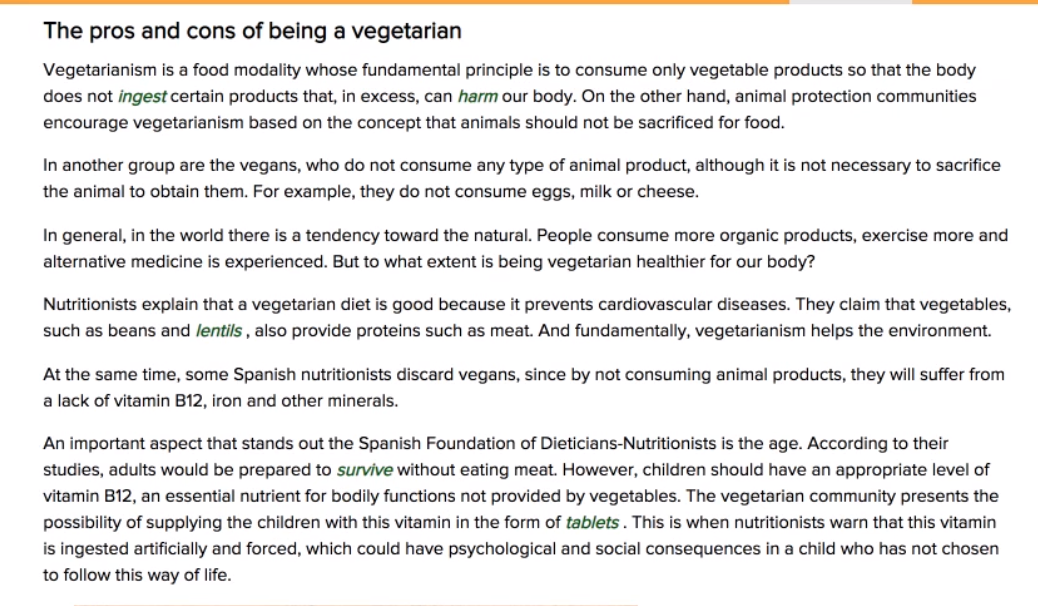 The pros and cons of being a vegetarian
Vegetarianism is a food modality whose fundamental principle is to consume only vegetable products so that the body
does not ingest certain products that, in excess, can harm our body. On the other hand, animal protection communities
encourage vegetarianism based on the concept that animals should not be sacrificed for food.
In another group are the vegans, who do not consume any type of animal product, although it is not necessary to sacrifice
the animal to obtain them. For example, they do not consume eggs, milk or cheese.
In general, in the world there is a tendency toward the natural. People consume more organic products, exercise more and
alternative medicine is experienced. But to what extent is being vegetarian healthier for our body?
Nutritionists explain that a vegetarian diet is good because it prevents cardiovascular diseases. They claim that vegetables,
such as beans and lentils , also provide proteins such as meat. And fundamentally, vegetarianism helps the environment.
At the same time, some Spanish nutritionists discard vegans, since by not consuming animal products, they will suffer from
a lack of vitamin B12, iron and other minerals.
An important aspect that stands out the Spanish Foundation of Dieticians-Nutritionists is the age. According to their
studies, adults would be prepared to survive without eating meat. However, children should have an appropriate level of
vitamin B12, an essential nutrient for bodily functions not provided by vegetables. The vegetarian community presents the
possibility of supplying the children with this vitamin in the form of tablets . This is when nutritionists warn that this vitamin
is ingested artificially and forced, which could have psychological and social consequences in a child who has not chosen
to follow this way of life.